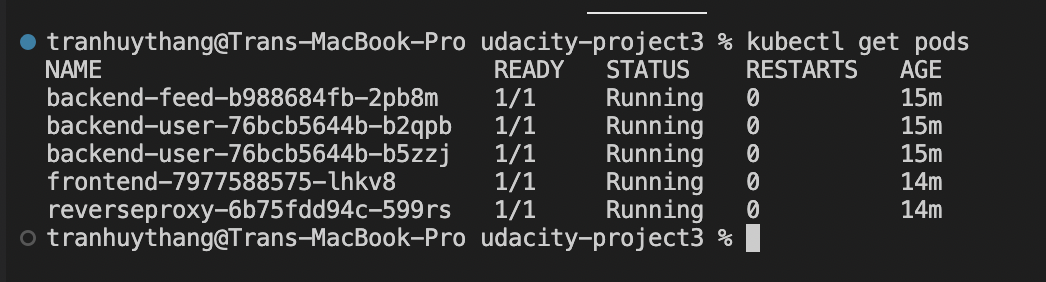 tranhuythang@Trans-MacBook-Pro udacity-project3 % kubectl get pods
NAME READY STATUS RESTARTS AGE
backend-feed-b988684fb-2pb8m 1/1 Running 0 15m
backend-user-76bcb5644b-b2qpb 1/1 Running 0 15m
backend-user-76bcb5644b-b5zzj 1/1 Running 0 15m
frontend-7977588575-lhkv8 1/1 Running 0 14m
reverseproxy-6b75fdd94c-599rs 1/1 Running 0 14m
tranhuythang@Trans-MacBook-Pro udacity-project3 %